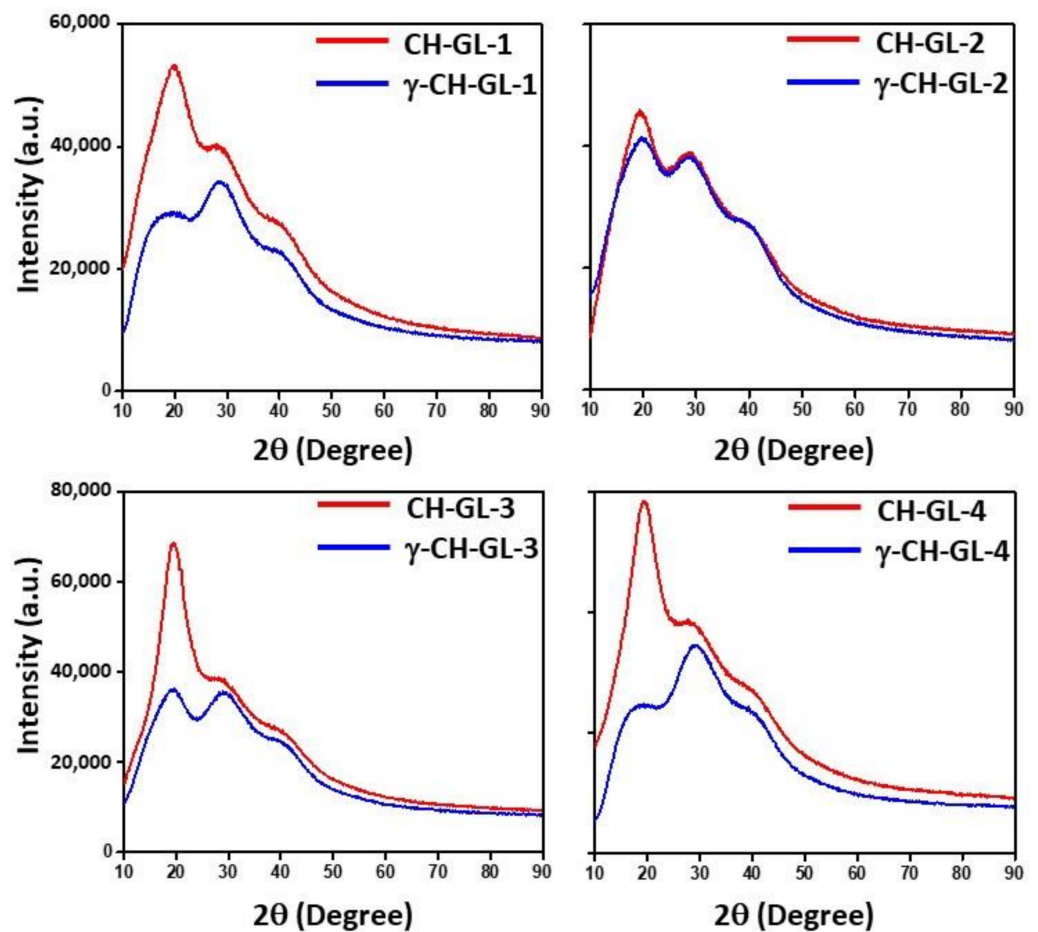 60,000
40,000
20,000
0
Intensity (a.u.)
CH-GL-1
γ-CH-GL-1
10 20 30 40 50 60 70 80 90
2θ (Degree)
CH-GL-2
γ-CH-GL-2
10 20 30 40 50 60 70 80 90
2θ (Degree)
80,000
60,000
40,000
20,000
0
Intensity (a.u.)
CH-GL-3
γ-CH-GL-3
10 20 30 40 50 60 70 80 90
2θ (Degree)
CH-GL-4
γ-CH-GL-4
10 20 30 40 50 60 70 80 90
2θ (Degree)